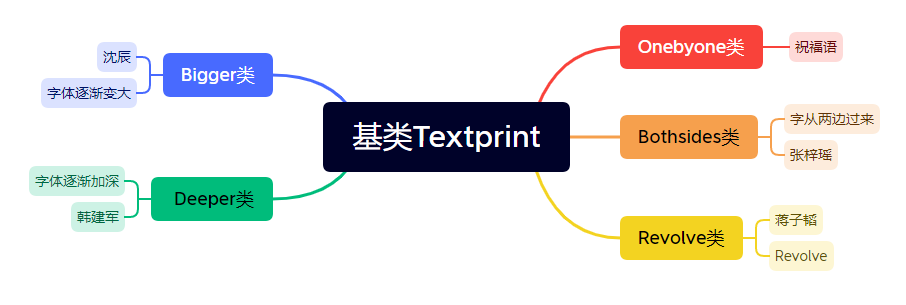 基类Textprint
Onebyone类
祝福语
Bothsides类
字从两边过来
张梓瑶
Revolve类
蒋子韬
Revolve
Bigger类
沈辰
字体逐渐变大
Deeper类
字体逐渐加深
韩建军